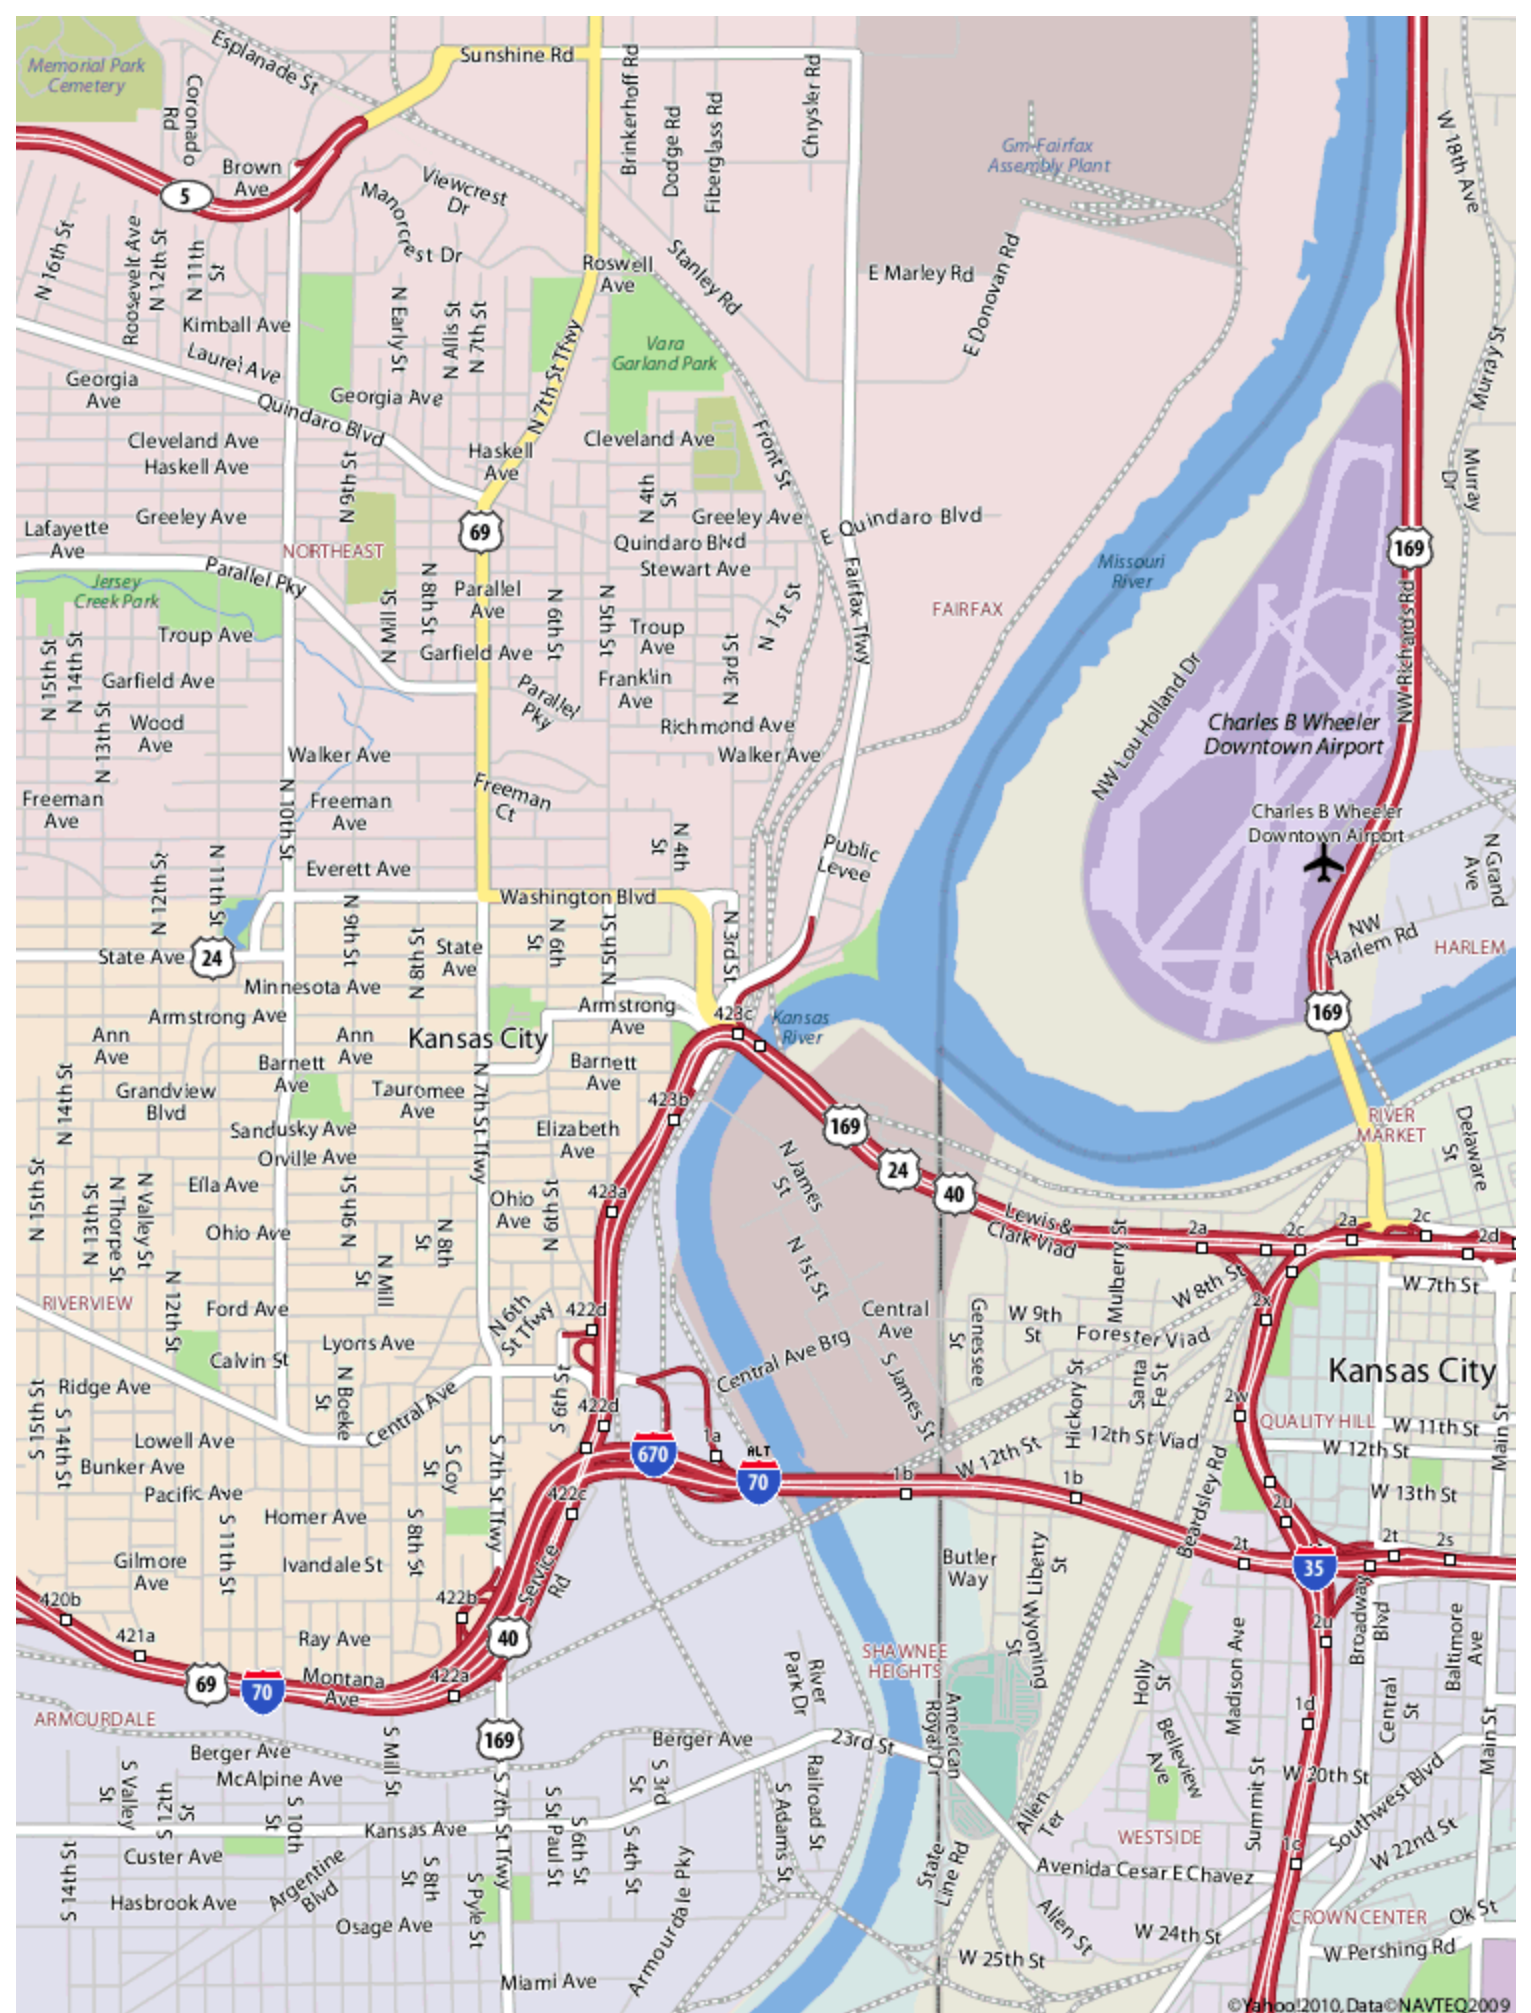 Memorial Park
Cemetery
Esplanade St
Sunshine Rd
Coronado
Rd
Brinkerhoff Rd
Dodge Rd
Fiberglass Rd
Chrysler Rd
Gm-Fairfax
Assembly Plant
W 18th Ave
Brown
Ave
5
Viewcrest
Dr
Manorcrest Dr
N 16th St
Roosevelt Ave
N 12th St
N 11th
St
Roswell
Ave
Stanley Rd
E Marley Rd
E Donovan Rd
Kimball Ave
N Early St
N Allis St
N 7th St
N 7th St Tfwy
Vara
Garland Park
Laurel Ave
Murray St
Georgia
Ave
Georgia Ave
Quindaro Blvd
Cleveland Ave
Haskell Ave
Haskell
Ave
Cleveland Ave
Front St
Murray
Dr
N 9th St
N 4th
St
Greeley Ave
Greeley Ave
E Quindaro Blvd
Lafayette
Ave
NORTHEAST
69
Quindaro Blvd
Stewart Ave
169
Parallel Pky
Jersey
Creek Park
N Mill St
N 8th St
Parallel
Ave
N 6th St
N 5th St
N 1st St
Fairfax Tfwy
FAIRFAX
Missouri
River
NW Richards Rd
Troup Ave
Troup
Ave
Garfield Ave
N 15th St
N 14th St
Garfield Ave
Franklin
Ave
N 3rd St
NW Lou Holland Dr
Parallel
Pky
N 13th St
Wood
Ave
Richmond Ave
Walker Ave
Walker Ave
Charles B Wheeler
Downtown Airport
Freeman
Ave
N 10th St
Freeman
Ave
Freeman
Ct
Charles B Wheeler
Downtown Airport
N 4th
St
Public
Levee
N Grand
Ave
N 12th St
N 11th St
Everett Ave
Washington Blvd
N 9th St
N 8th St
State
Ave
N 6th
St
N 5th St
N 3rd St
NW
Harlem Rd
HARLEM
State Ave
24
Minnesota Ave
Armstrong Ave
Armstrong
Ave
423c
Kansas
River
169
Kansas City
Ann
Ave
Ann
Ave
Barnett
Ave
Barnett
Ave
N 14th St
Grandview
Blvd
Tauromee
Ave
N 7th St Tfwy
423b
RIVER
MARKET
Delaware
St
Sandusky Ave
Elizabeth
Ave
169
Orville Ave
N James
St
24
40
N 15th St
N 13th St
N Thorpe St
N Valley St
Ella Ave
N 9th St
Ohio
Ave
N 6th St
423a
Lewis &
Clark Viad
Mulberry St
2a
2c
2a
2c
2d
Ohio Ave
N 8th
St
N Mill
St
N 1st St
W 8th St
W 7th St
N 12th St
RIVERVIEW
Ford Ave
N 6th
St Tfwy
422d
Central
Ave
Genessee
St
W 9th
St
2x
Forester Viad
Lyons Ave
Calvin St
Central Ave Brg
S James St
Kansas City
Ridge Ave
S 15th St
S 14th St
N Boeke
St
Central Ave
S 6th St
422d
Hickory St
Santa
Fe St
2w
QUALITY HILL
W 11th St
Main St
Lowell Ave
1a
12th St Viad
W 12th St
W 12th St
Bunker Ave
S Coy
St
S 7th St Tfwy
670
ALT
70
1b
1b
Beardsley Rd
W 13th St
Pacific Ave
422c
2u
S 11th St
Homer Ave
S 8th St
Gilmore
Ave
Ivandale St
Service
Rd
Butler
Way
Liberty
St
2t
35
2t
2s
420b
422b
Wyoming
St
421a
Ray Ave
40
SHAWNEE
HEIGHTS
Holly
St
Madison Ave
2u
Broadway
Blvd
Baltimore
Ave
69
70
Montana
Ave
422a
River
Park Dr
American
Royal Dr
1d
Central
St
ARMOURDALE
169
S Mill St
Berger Ave
Berger Ave
23rd St
Belleview
Ave
Main St
McAlpine Ave
S Valley
St
S 12th
St
S 10th
St
S 3rd
St
Railroad St
S Adams St
Allen
Ter
W 20th St
Summit St
Southwest Blvd
Kansas Ave
S 7th St Tfwy
S St Paul St
S 6th St
S 4th St
WESTSIDE
1c
W 22nd St
S 14th St
Custer Ave
State
Line Rd
Avenida Cesar E Chavez
Hasbrook Ave
Argentine
Blvd
S 8th
St
S Pyle St
Armourdale Pky
Allen St
Osage Ave
W 24th St
CROWN CENTER
Ok St
W 25th St
W Pershing Rd
Miami Ave
©Yahoo!2010, Data©NAVTEQ2009